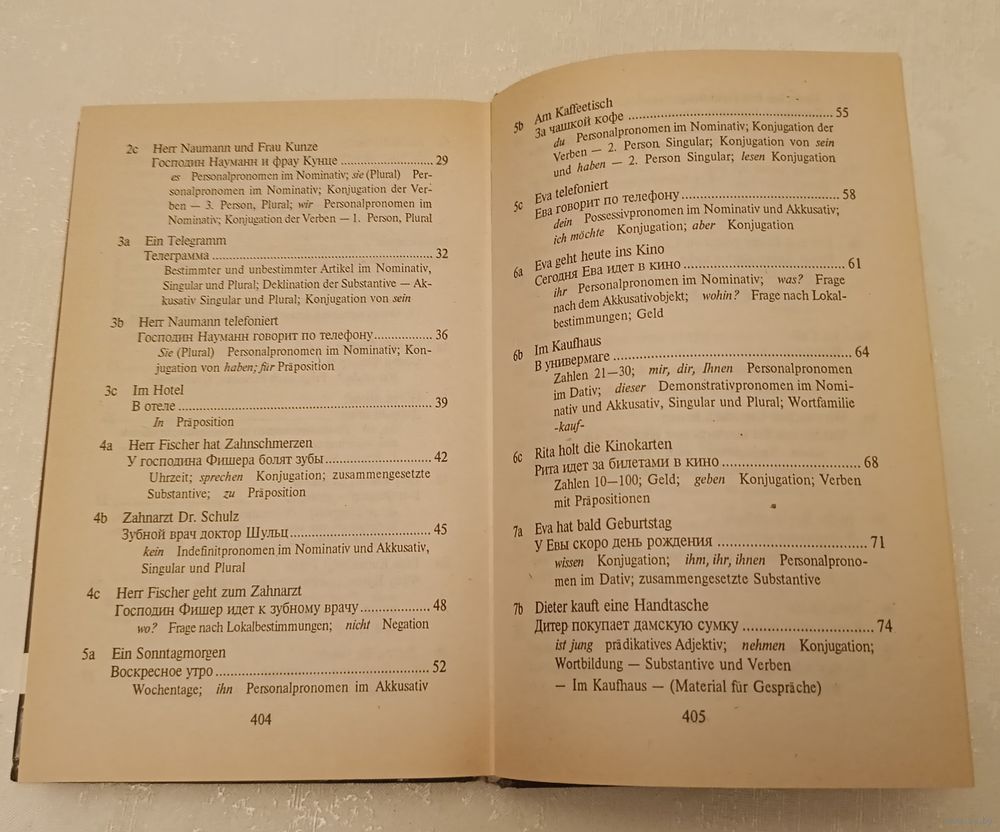 2c Herr Naumann und Frau Kunze
Господин Науманн и фрау Кунце ........................ 29
es Personalpronomen im Nominativ; sie (Plural) Per-
sonalpronomen im Nominativ; Konjugation der Ver-
ben — 3. Person, Plural; wir Personalpronomen im
Nominativ; Konjugation der Verben — 1. Person, Plural
3a Ein Telegramm
Телеграмма ........................ 32
Bestimmter und unbestimmter Artikel im Nominativ,
Singular und Plural; Deklination der Substantive — Ak-
kusativ Singular und Plural; Konjugation von sein
3b Herr Naumann telefoniert
Господин Науманн говорит по телефону ............... 36
Sie (Plural) Personalpronomen im Nominativ; Kon-
jugation von haben; für Präposition
3c Im Hotel
В отеле ........................ 39
In Präposition
4a Herr Fischer hat Zahnschmerzen
У господина Фишера болят зубы ........................ 42
Uhrzeit; sprechen Konjugation; zusammengesetzte
Substantive; zu Präposition
4b Zahnarzt Dr. Schulz
Зубной врач доктор Шульц ........................ 45
kein Indefinitpronomen im Nominativ und Akkusativ,
Singular und Plural
4c Herr Fischer geht zum Zahnarzt
Господин Фишер идет к зубному врачу ............... 48
wo? Frage nach Lokalbestimmungen; nicht Negation
5a Ein Sonntagmorgen
Воскресное утро ........................ 52
Wochentage; ihn Personalpronomen im Akkusativ
404
5b Am Kaffeetisch
За чашкой кофе ........................ 55
du Personalpronomen im Nominativ; Konjugation der
Verben — 2. Person Singular; Konjugation von sein
und haben — 2. Person Singular; lesen Konjugation
5c Eva telefoniert
Ева говорит по телефону ........................ 58
dein Possessivpronomen im Nominativ und Akkusativ;
ich möchte Konjugation; aber Konjugation
6a Eva geht heute ins Kino
Сегодня Ева идет в кино ........................ 61
ihr Personalpronomen im Nominativ; was? Frage
nach dem Akkusativobjekt; wohin? Frage nach Lokal-
bestimmungen; Geld
6b Im Kaufhaus
В универмаге ........................ 64
Zahlen 21—30; mir, dir, Ihnen Personalpronomen
im Dativ; dieser Demonstrativpronomen im Nomi-
nativ und Akkusativ, Singular und Plural; Wortfamilie
-kauf-
6c Rita holt die Kinokarten
Рита идет за билетами в кино ........................ 68
Zahlen 10—100; Geld; geben Konjugation; Verben
mit Präpositionen
7a Eva hat bald Geburtstag
У Евы скоро день рождения ........................ 71
wissen Konjugation; ihm, ihr, ihnen Personalprono-
men im Dativ; zusammengesetzte Substantive
7b Dieter kauft eine Handtasche
Дитер покупает дамскую сумку ........................ 74
ist jung prädikatives Adjektiv; nehmen Konjugation;
Wortbildung — Substantive und Verben
— Im Kaufhaus — (Material für Gespräche)
405